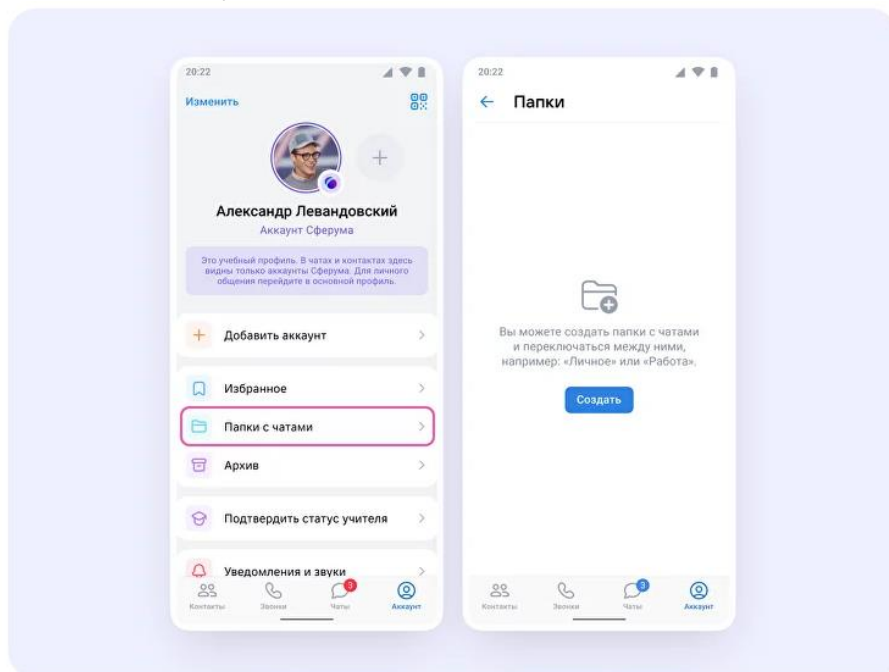 20:22
Изменить
Александр Левандовский
Аккаунт Сферума
Это учебный профиль. В чатах и контактах здесь
видны только аккаунты Сферума. Для личного
общения перейдите в основной профиль.
Добавить аккаунт
Избранное
Папки с чатами
Архив
Подтвердить статус учителя
Уведомления и звуки
3
Контакты
Звонки
Чаты
Аккаунт
20:22
Папки
Вы можете создать папки с чатами
и переключаться между ними,
например: «Личное» или «Работа».
Создать
3
Контакты
Звонки
Чаты
Аккаунт